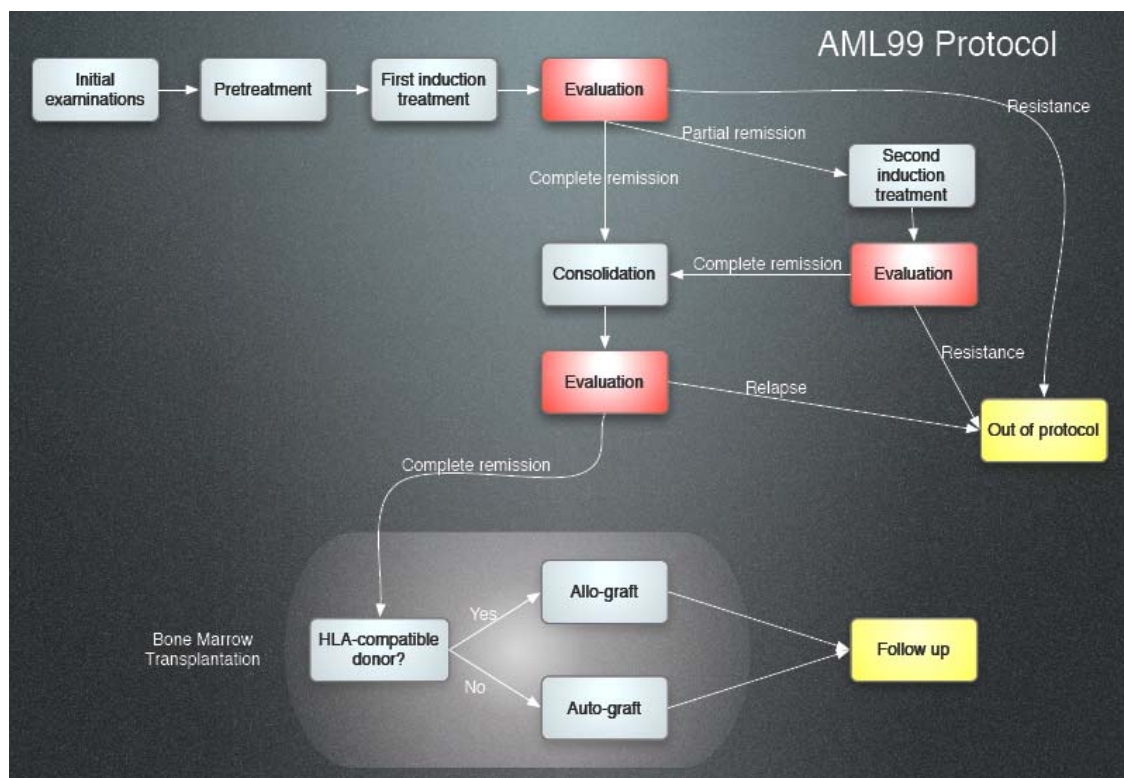 AML99 Protocol
Initial
examinations
Pretreatment
First induction
treatment
Evaluation
Resistance
Partial remission
Second
induction
treatment
Complete remission
Consolidation
Complete remission
Evaluation
Evaluation
Resistance
Relapse
Out of protocol
Complete remission
Bone Marrow
Transplantation
HLA-compatible
donor?
Yes
No
Allo-graft
Auto-graft
Follow up